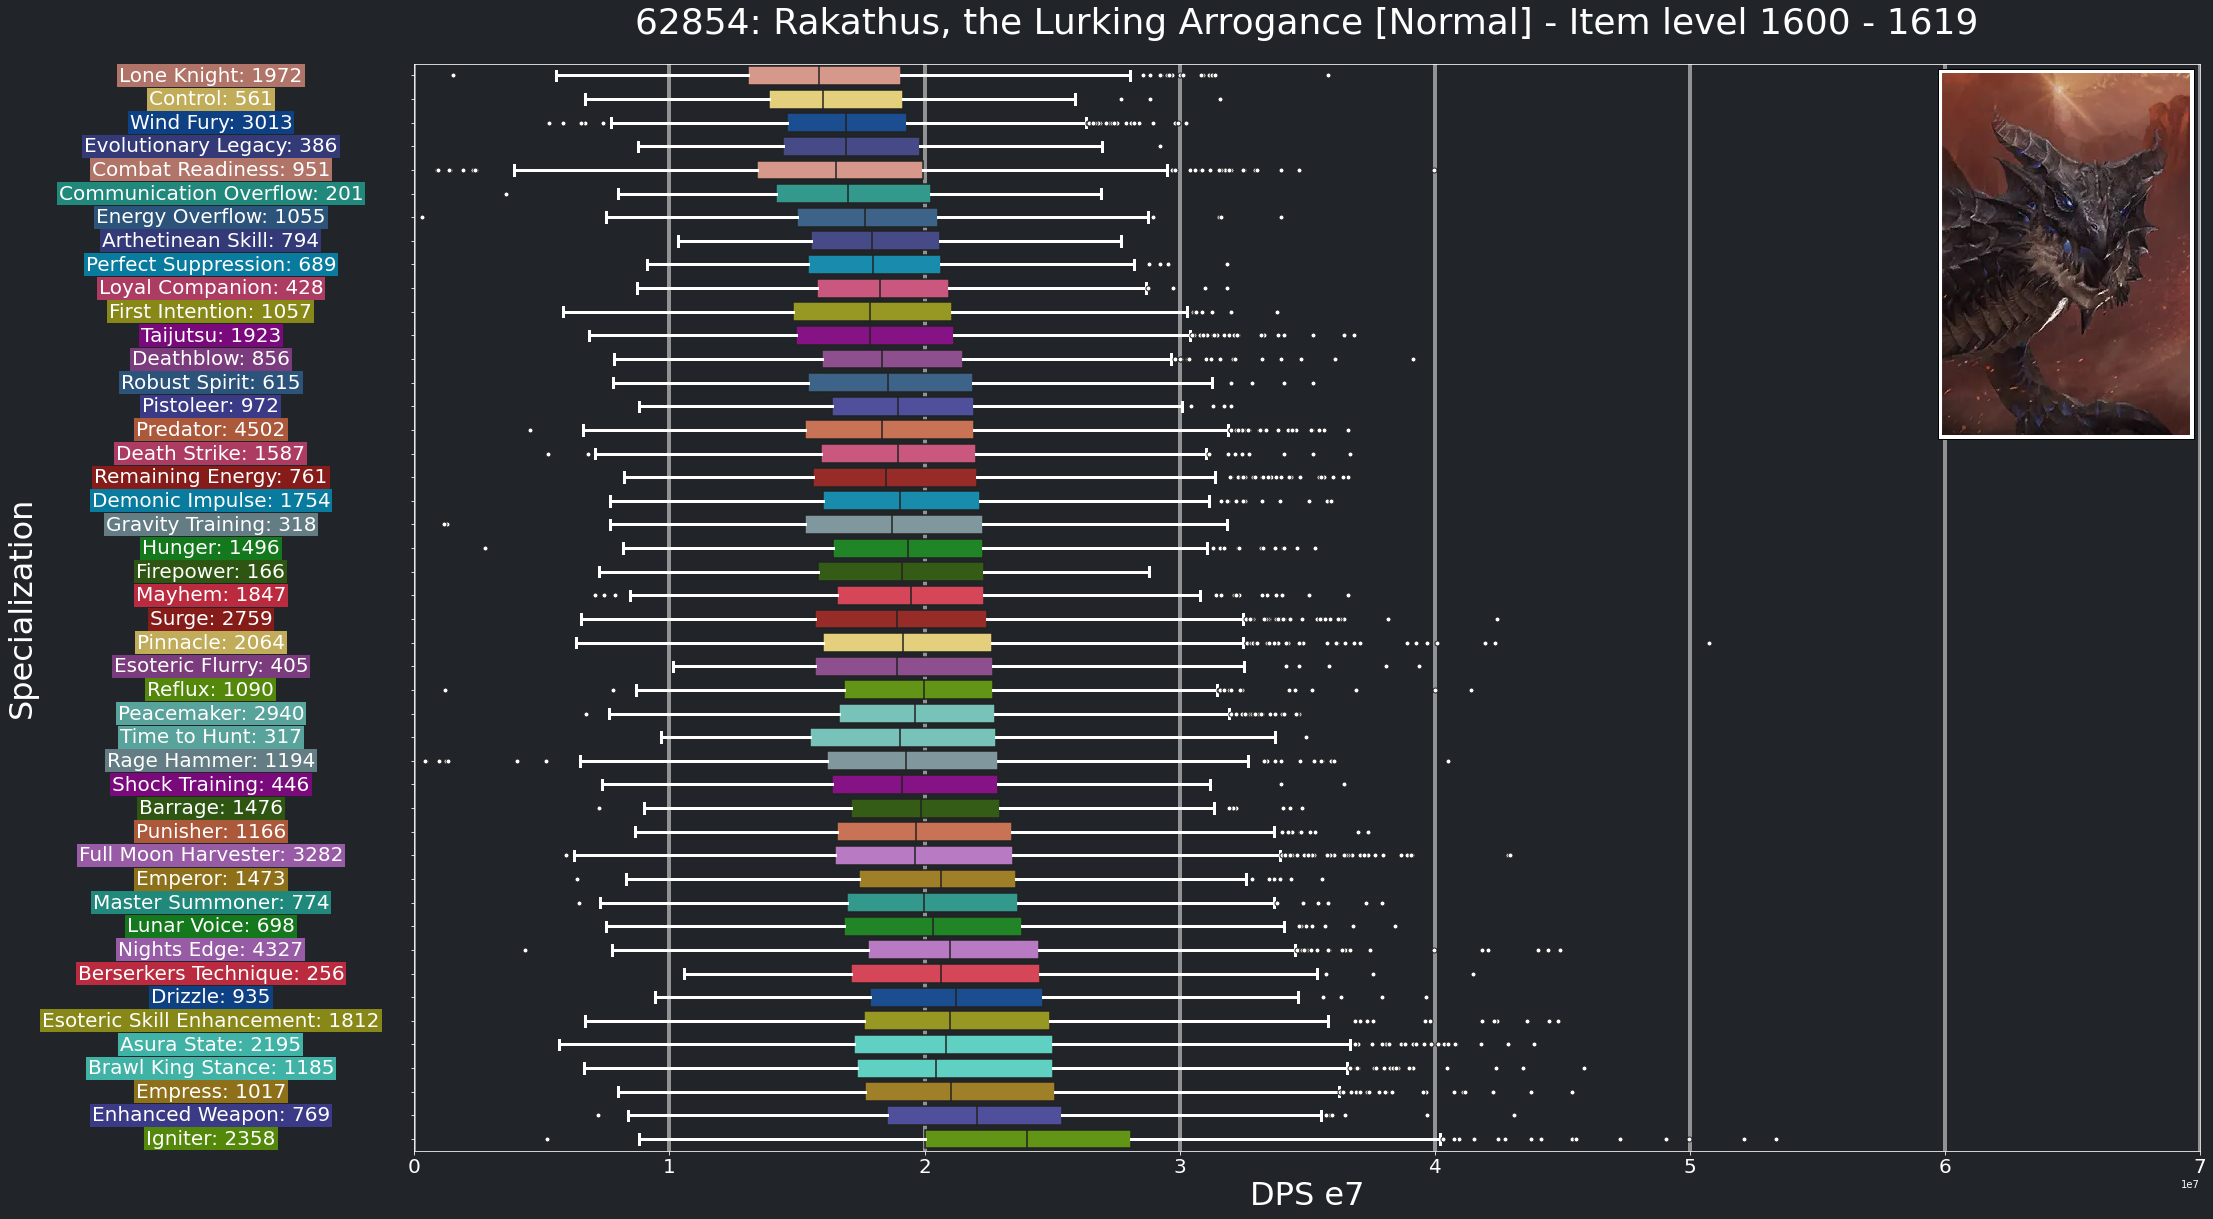 62854: Rakathus, the Lurking Arrogance [Normal] - Item level 1600 - 1619
Specialization
Lone Knight: 1972
Control: 561
Wind Fury: 3013
Evolutionary Legacy: 386
Combat Readiness: 951
Communication Overflow: 201
Energy Overflow: 1055
Arthetinean Skill: 794
Perfect Suppression: 689
Loyal Companion: 428
First Intention: 1057
Taijutsu: 1923
Deathblow: 856
Robust Spirit: 615
Pistoleer: 972
Predator: 4502
Death Strike: 1587
Remaining Energy: 761
Demonic Impulse: 1754
Gravity Training: 318
Hunger: 1496
Firepower: 166
Mayhem: 1847
Surge: 2759
Pinnacle: 2064
Esoteric Flurry: 405
Reflux: 1090
Peacemaker: 2940
Time to Hunt: 317
Rage Hammer: 1194
Shock Training: 446
Barrage: 1476
Punisher: 1166
Full Moon Harvester: 3282
Emperor: 1473
Master Summoner: 774
Lunar Voice: 698
Nights Edge: 4327
Berserkers Technique: 256
Drizzle: 935
Esoteric Skill Enhancement: 1812
Asura State: 2195
Brawl King Stance: 1185
Empress: 1017
Enhanced Weapon: 769
Igniter: 2358
0 1 2 3 4 5 6 7
1e7
DPS e7